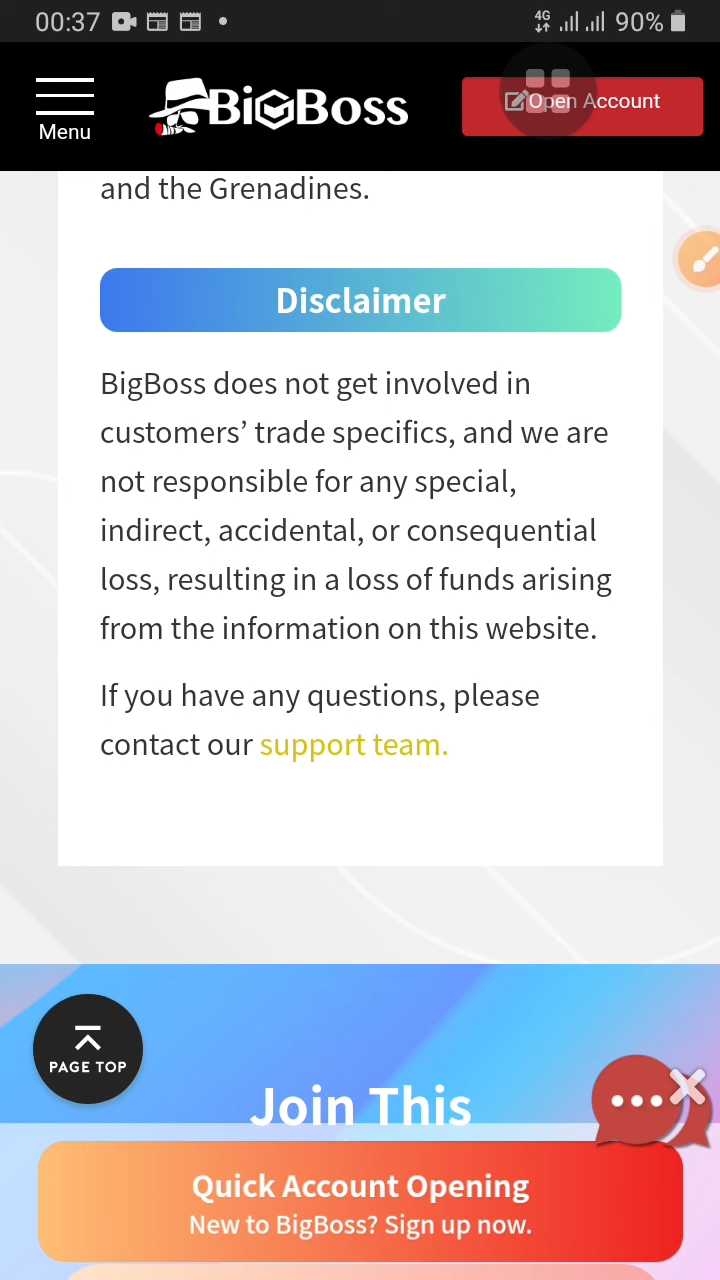 00:37 4G 90%
Menu
BigBoss
Open Account
and the Grenadines.
Disclaimer
BigBoss does not get involved in
customers’ trade specifics, and we are
not responsible for any special,
indirect, accidental, or consequential
loss, resulting in a loss of funds arising
from the information on this website.
If you have any questions, please
contact our support team.
PAGE TOP
Join This
Quick Account Opening
New to BigBoss? Sign up now.